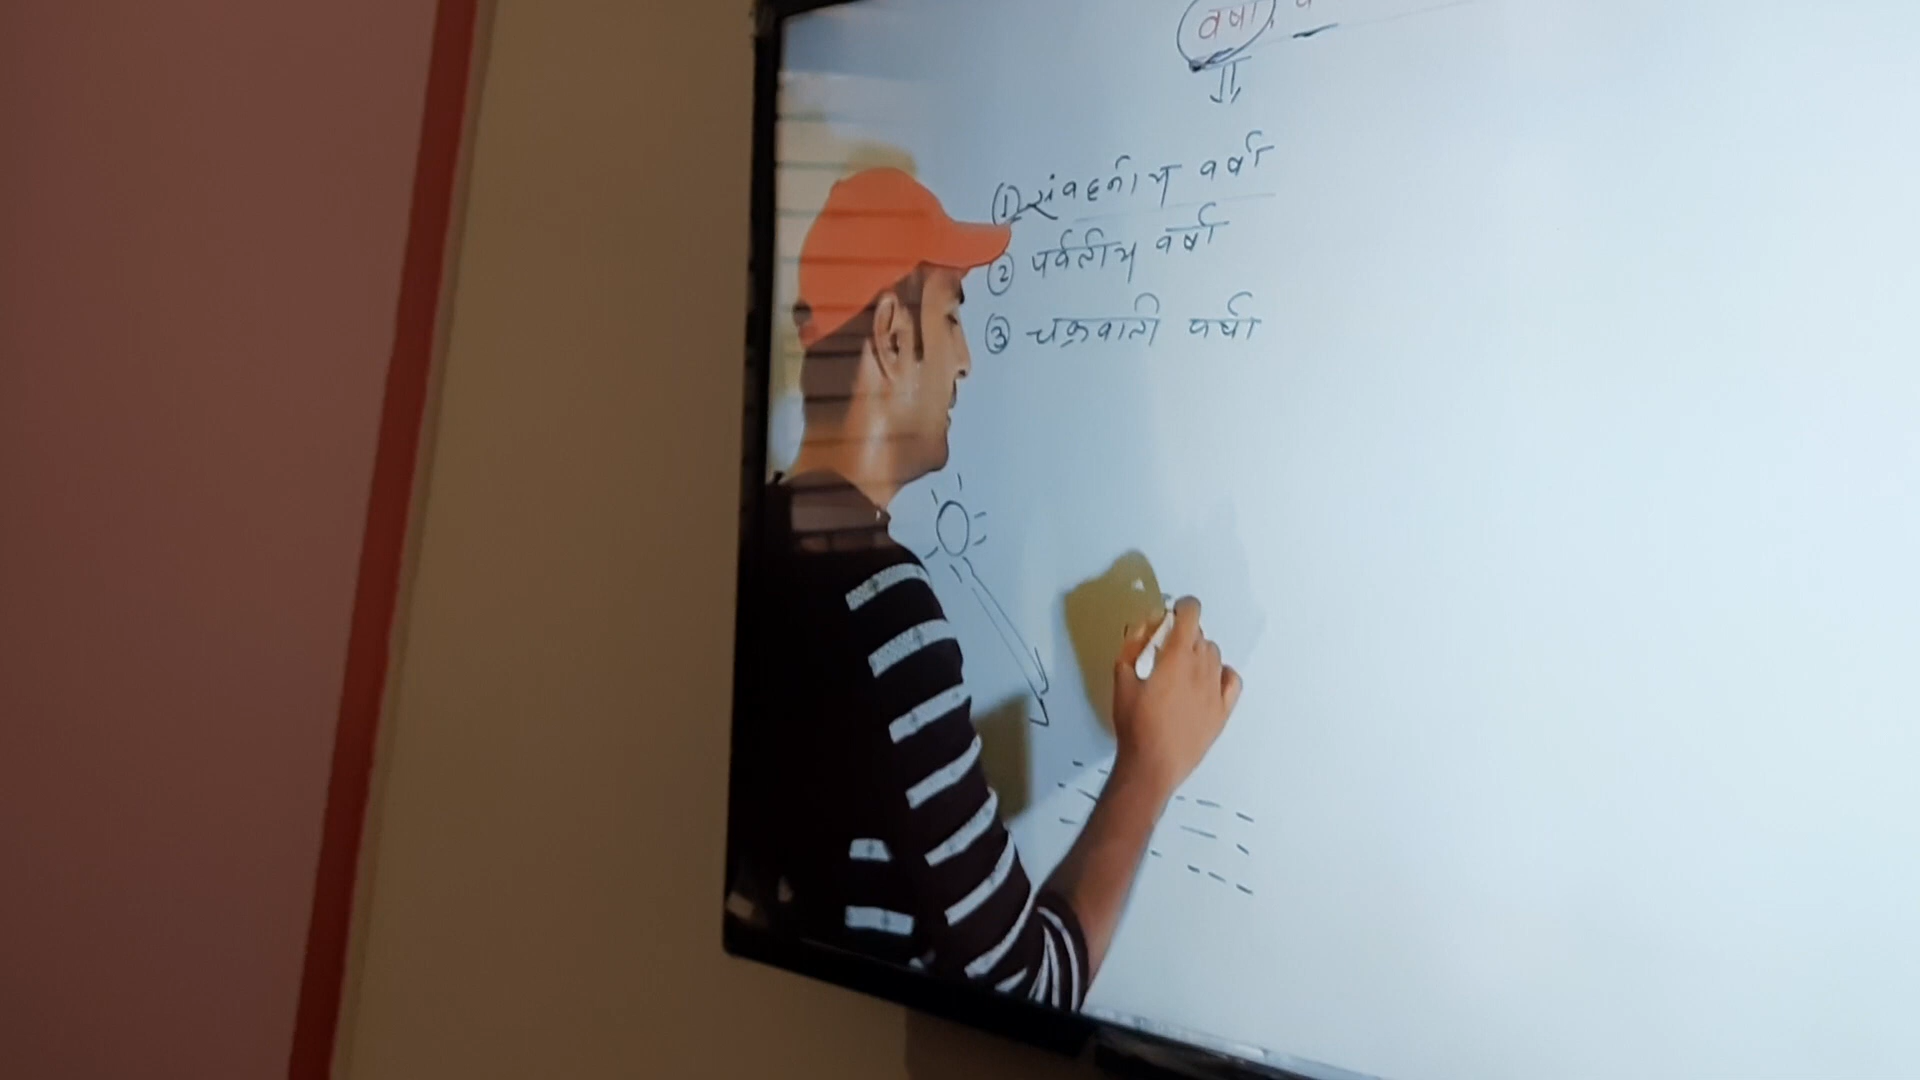 वर्षा
① संवहनीय वर्षा
② पर्वतीय वर्षा
③ चक्रवाती वर्षा